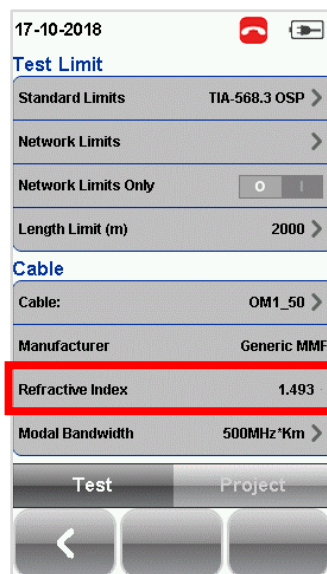 17-10-2018
Test Limit
Standard Limits TIA-568.3 OSP
Network Limits
Network Limits Only O I
Length Limit (m) 2000
Cable
Cable: OM1_50
Manufacturer Generic MMF
Refractive Index 1.493
Modal Bandwidth 500MHz*Km
Test Project